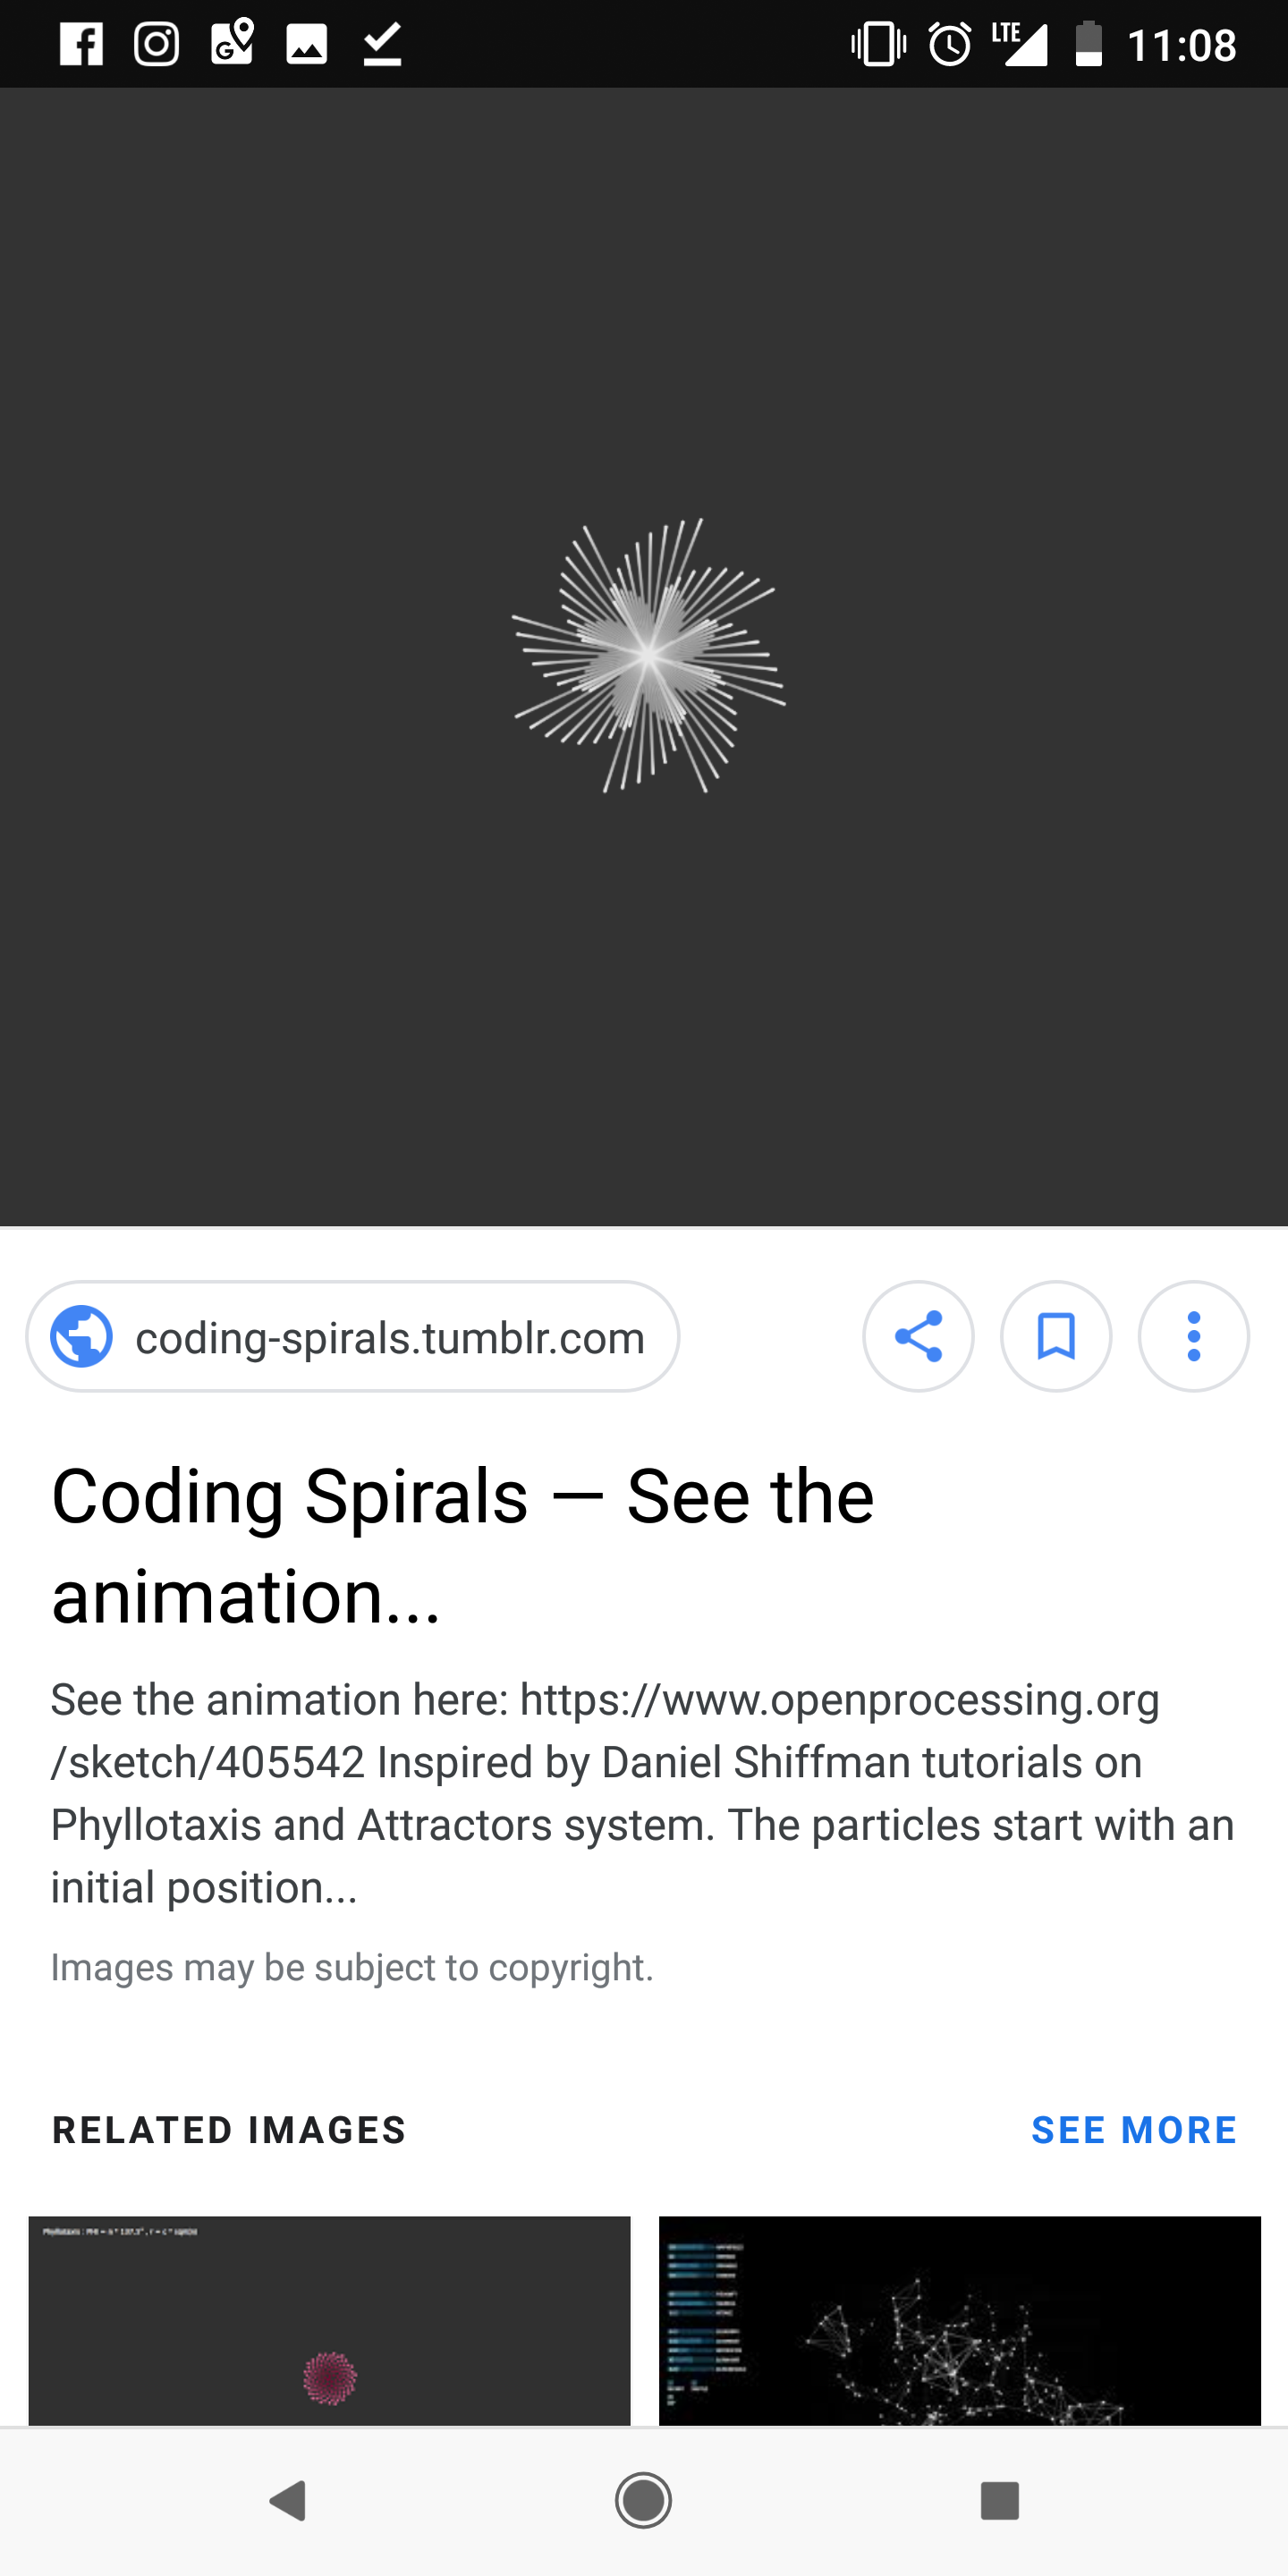 LTE 11:08
coding-spirals.tumblr.com
Coding Spirals — See the
animation...
See the animation here: https://www.openprocessing.org
/sketch/405542 Inspired by Daniel Shiffman tutorials on
Phyllotaxis and Attractors system. The particles start with an
initial position...
Images may be subject to copyright.
RELATED IMAGES
SEE MORE
Phyllotaxis :